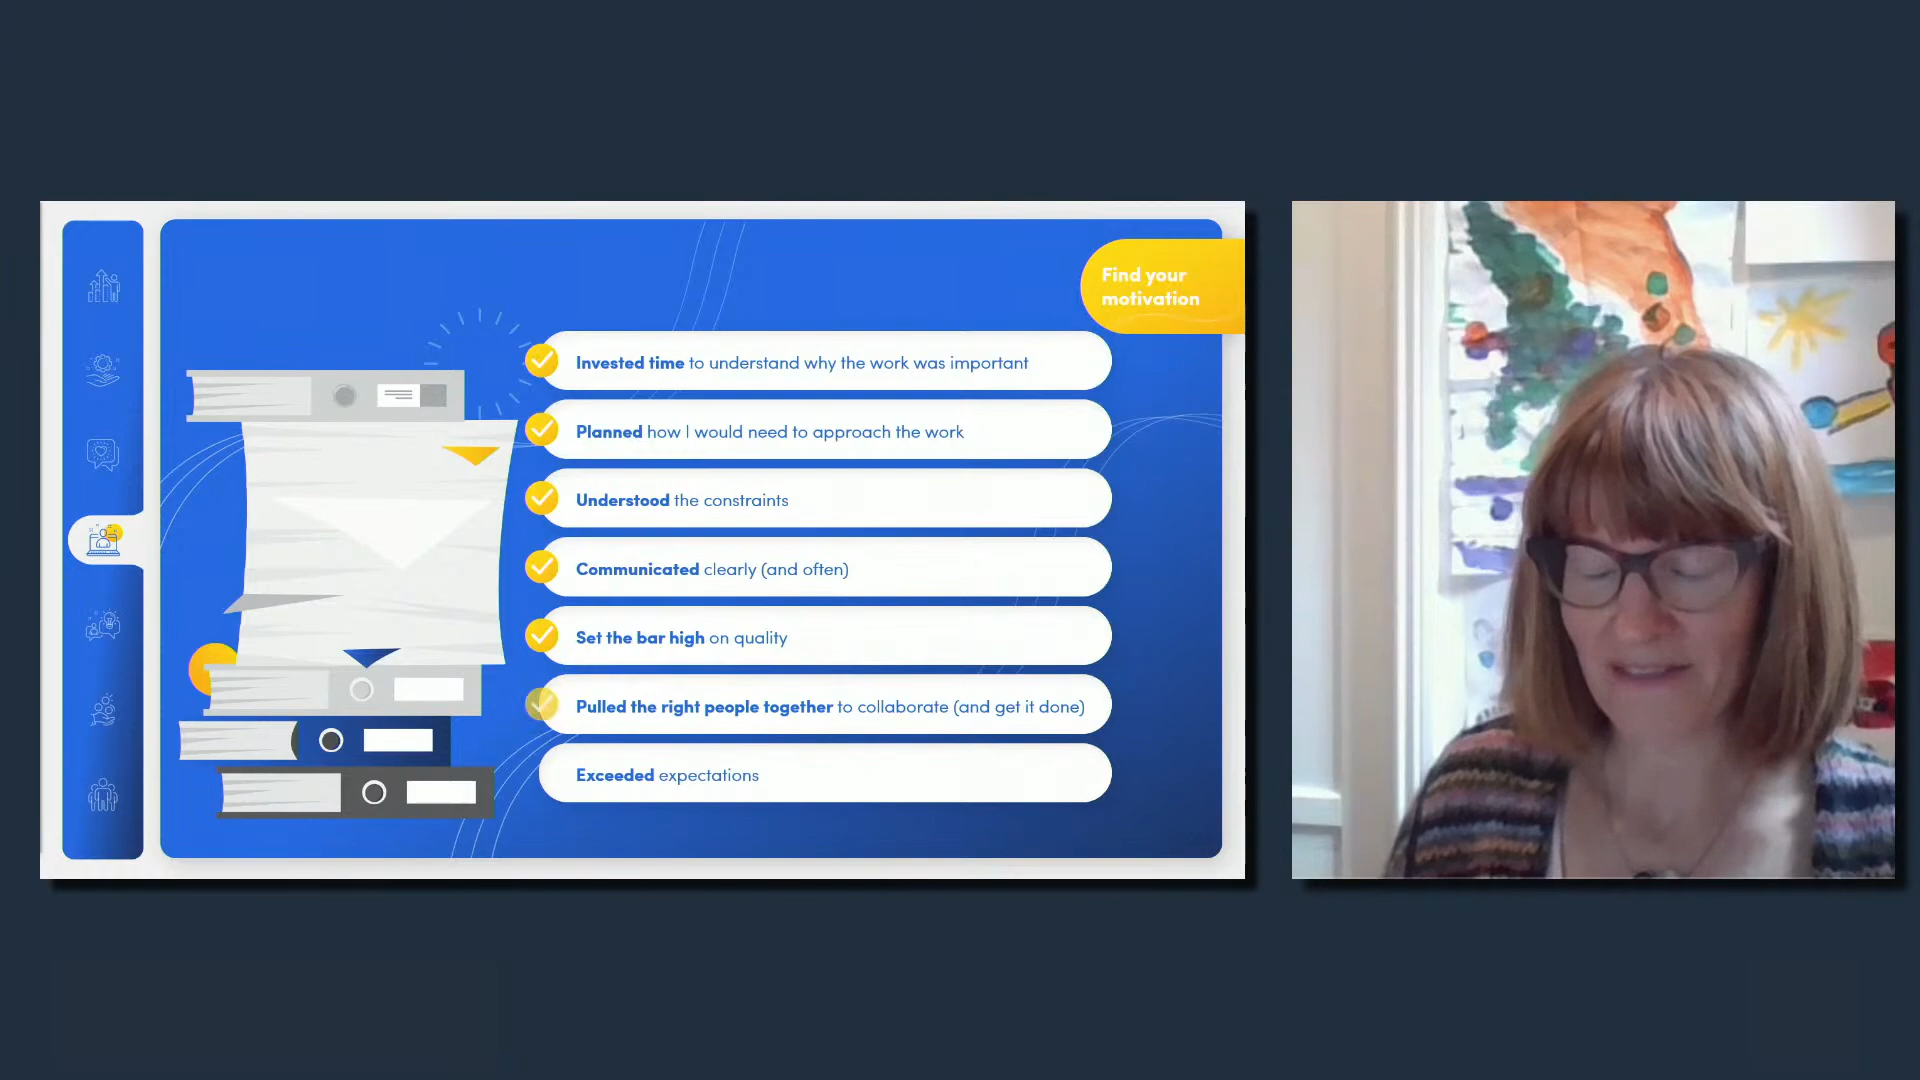 Find your
motivation
Invested time to understand why the work was important
Planned how I would need to approach the work
Understood the constraints
Communicated clearly (and often)
Set the bar high on quality
Pulled the right people together to collaborate (and get it done)
Exceeded expectations